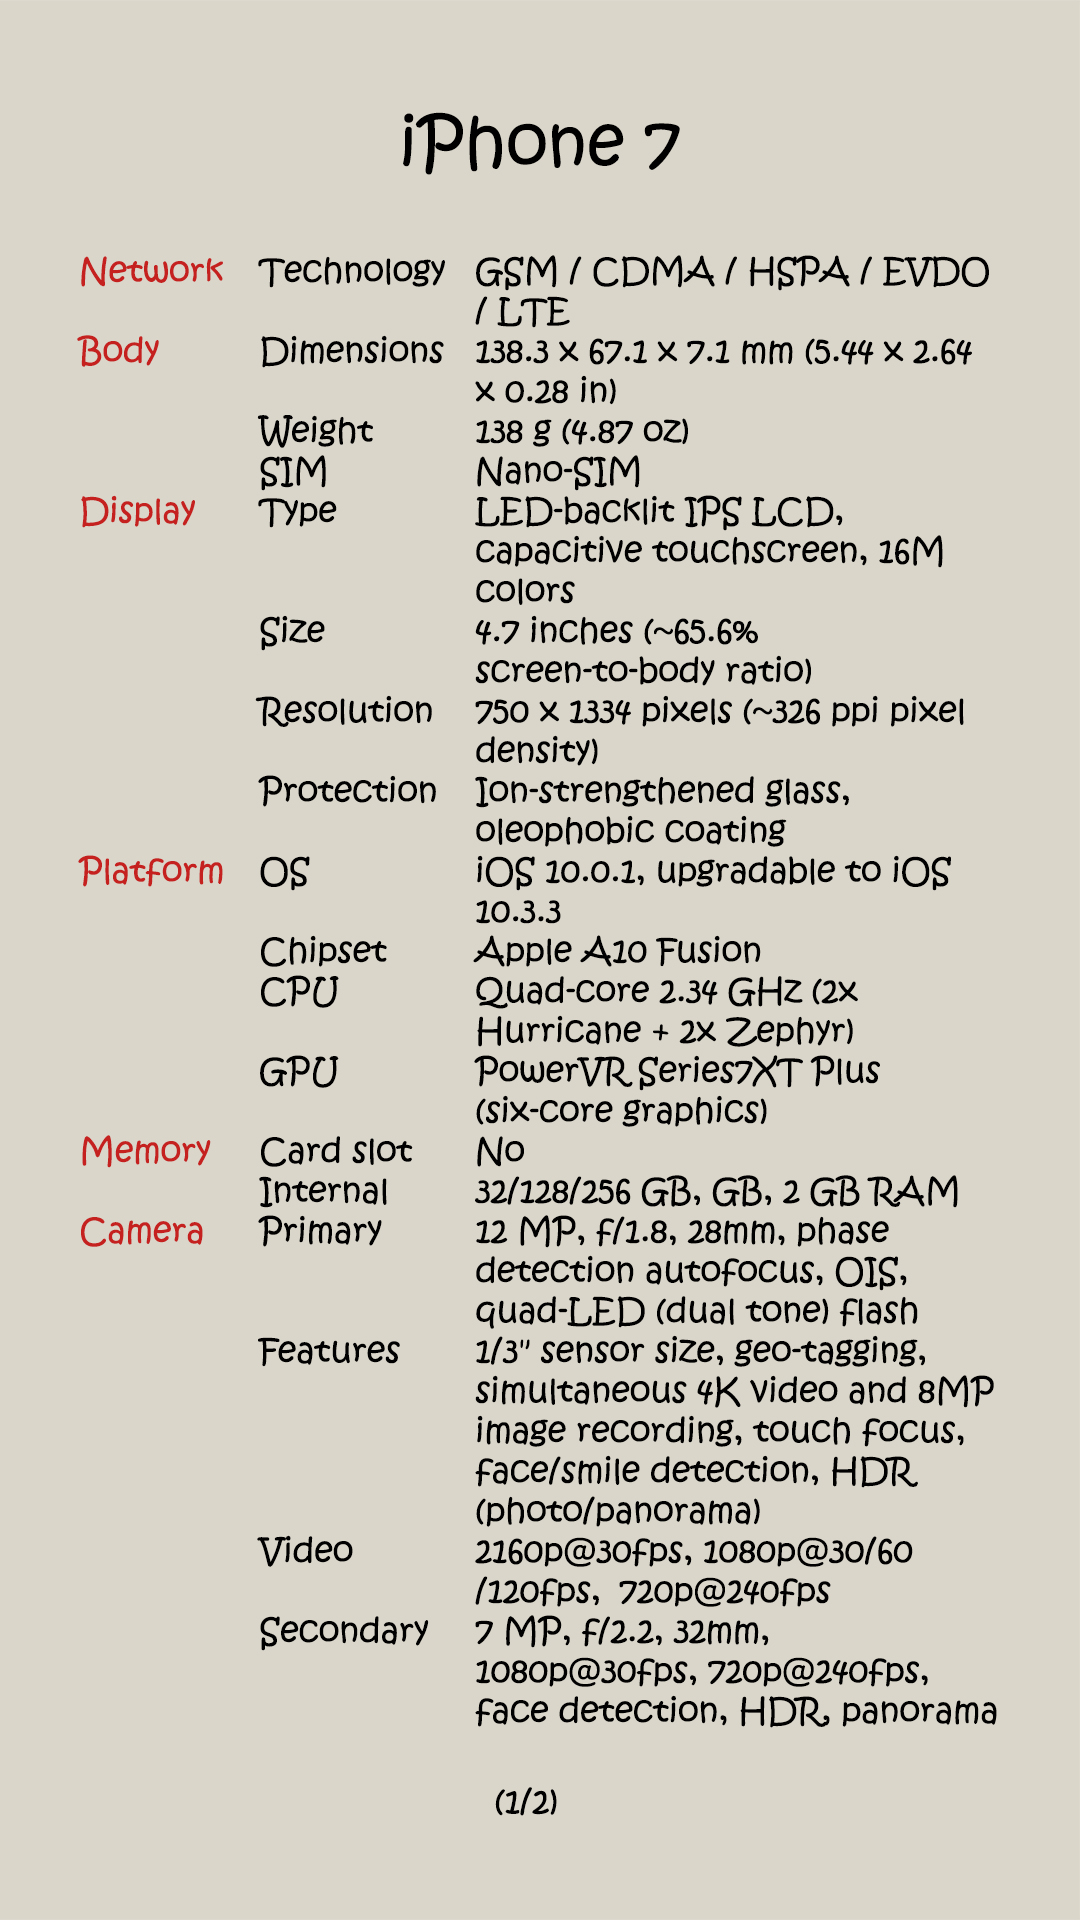 iPhone 7
Network Technology GSM / CDMA / HSPA / EVDO
/ LTE
Body Dimensions 138.3 x 67.1 x 7.1 mm (5.44 x 2.64
x 0.28 in)
Weight 138 g (4.87 oz)
SIM Nano-SIM
Display Type LED-backlit IPS LCD,
capacitive touchscreen, 16M
colors
Size 4.7 inches (~65.6%
screen-to-body ratio)
Resolution 750 x 1334 pixels (~326 ppi pixel
density)
Protection Ion-strengthened glass,
oleophobic coating
Platform OS iOS 10.0.1, upgradable to iOS
10.3.3
Chipset Apple A10 Fusion
CPU Quad-core 2.34 GHz (2x
Hurricane + 2x Zephyr)
GPU PowerVR Series7XT Plus
(six-core graphics)
Memory Card slot No
Internal 32/128/256 GB, GB, 2 GB RAM
Camera Primary 12 MP, f/1.8, 28mm, phase
detection autofocus, OIS,
quad-LED (dual tone) flash
Features 1/3" sensor size, geo-tagging,
simultaneous 4K video and 8MP
image recording, touch focus,
face/smile detection, HDR
(photo/panorama)
Video 2160p@30fps, 1080p@30/60
/120fps, 720p@240fps
Secondary 7 MP, f/2.2, 32mm,
1080p@30fps, 720p@240fps,
face detection, HDR, panorama
(1/2)